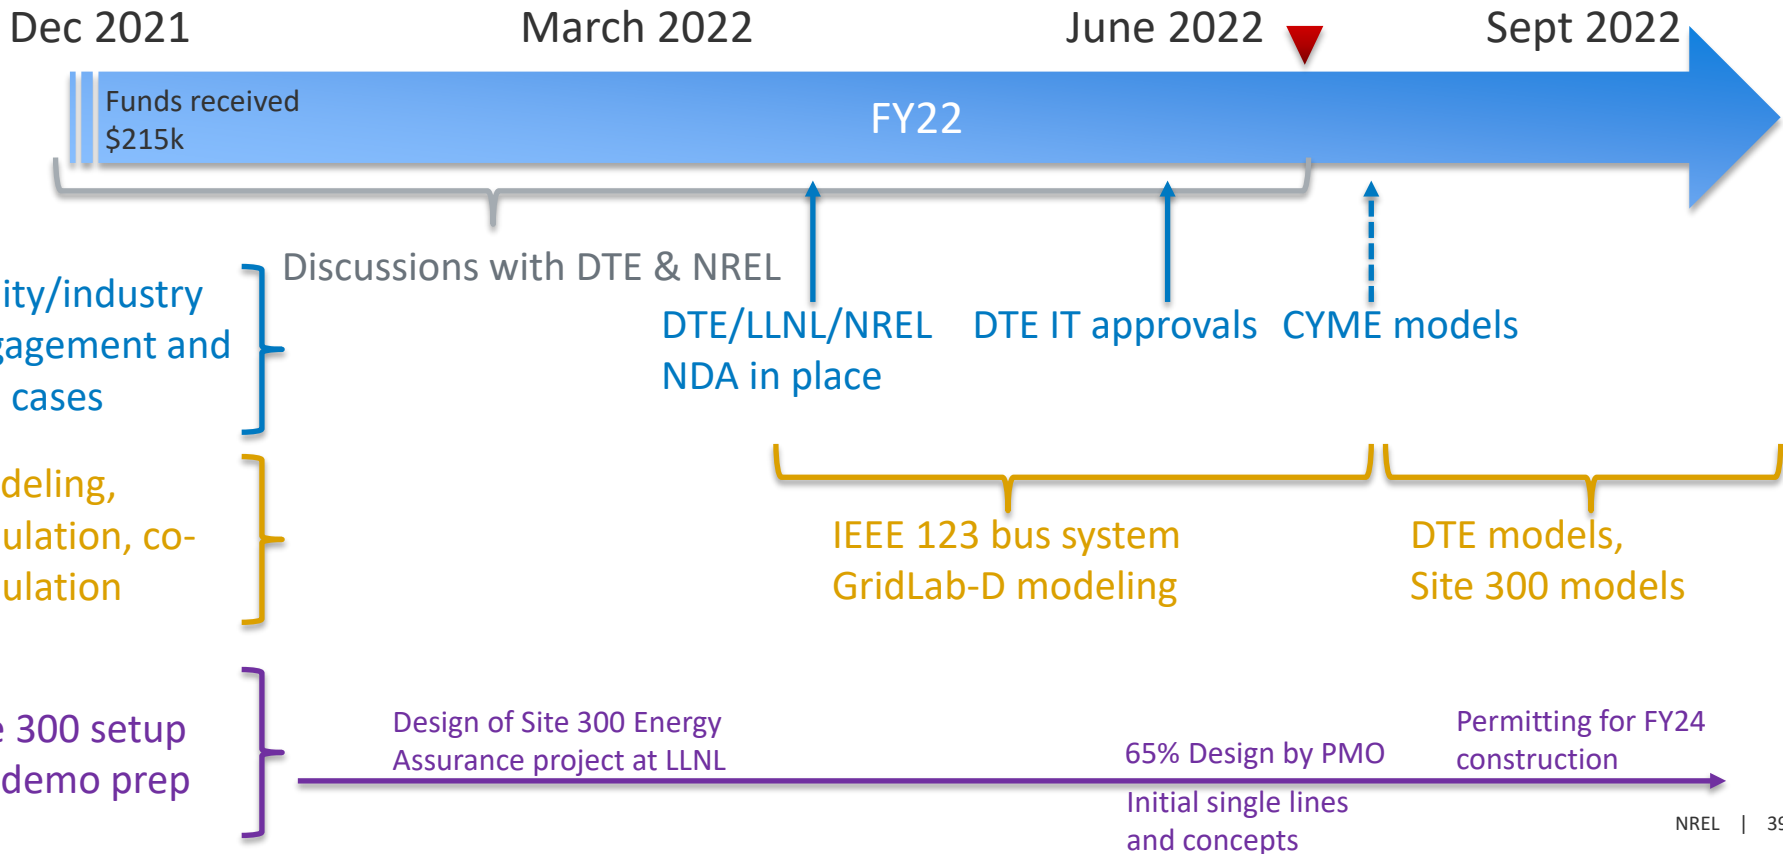 Dec 2021
March 2022
June 2022
Sept 2022
Funds received
$215k
FY22
Discussions with DTE & NREL
ity/industry
gagement and
cases
DTE/LLNL/NREL
NDA in place
DTE IT approvals
CYME models
deling,
ulation, co-
ulation
IEEE 123 bus system
GridLab-D modeling
DTE models,
Site 300 models
e 300 setup
demo prep
Design of Site 300 Energy
Assurance project at LLNL
65% Design by PMO
Initial single lines
and concepts
Permitting for FY24
construction
NREL | 39